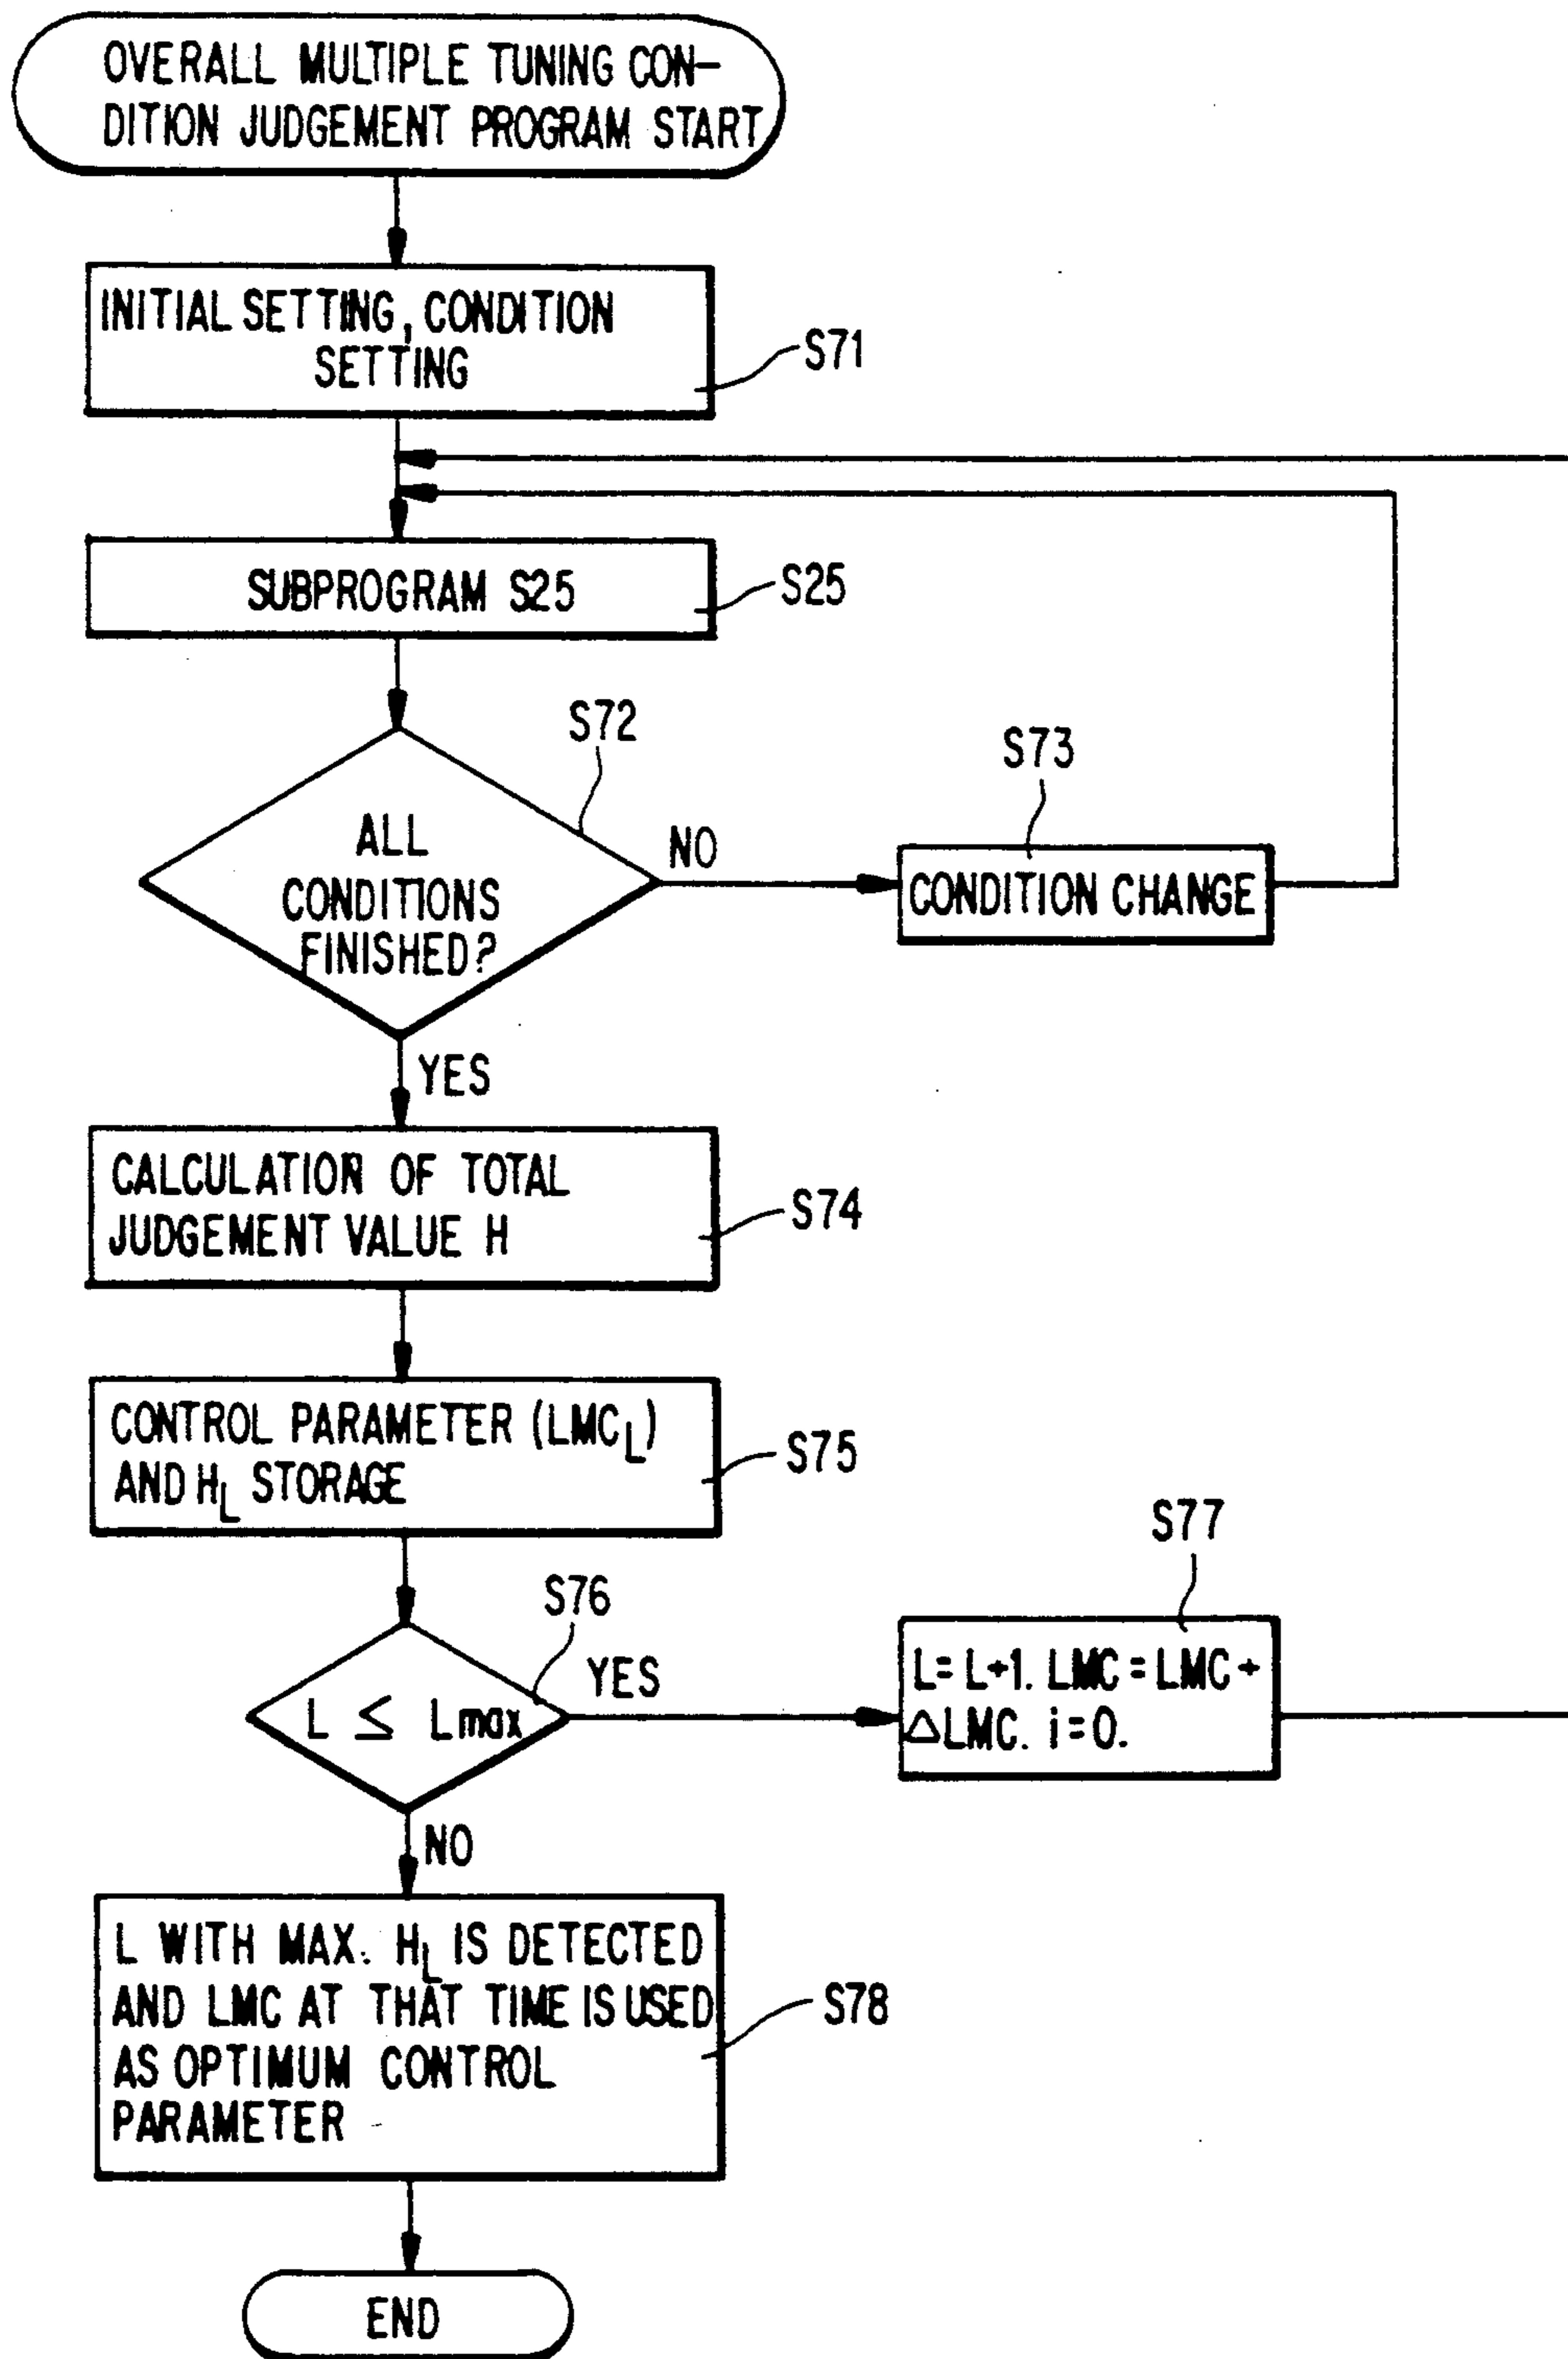 OVERALL MULTIPLE TUNING CON-
DITION JUDGEMENT PROGRAM START
INITIAL SETTING, CONDITION
SETTING
S71
SUBPROGRAM S25
S25
S72
ALL
CONDITIONS
FINISHED?
NO
S73
CONDITION CHANGE
YES
CALCULATION OF TOTAL
JUDGEMENT VALUE H
S74
CONTROL PARAMETER (LMC_L)
AND H_L STORAGE
S75
S76
L ≤ Lmax
YES
S77
L = L+1. LMC = LMC +
ΔLMC. i=0.
NO
L WITH MAX. H_L IS DETECTED
AND LMC AT THAT TIME IS USED
AS OPTIMUM CONTROL
PARAMETER
S78
END